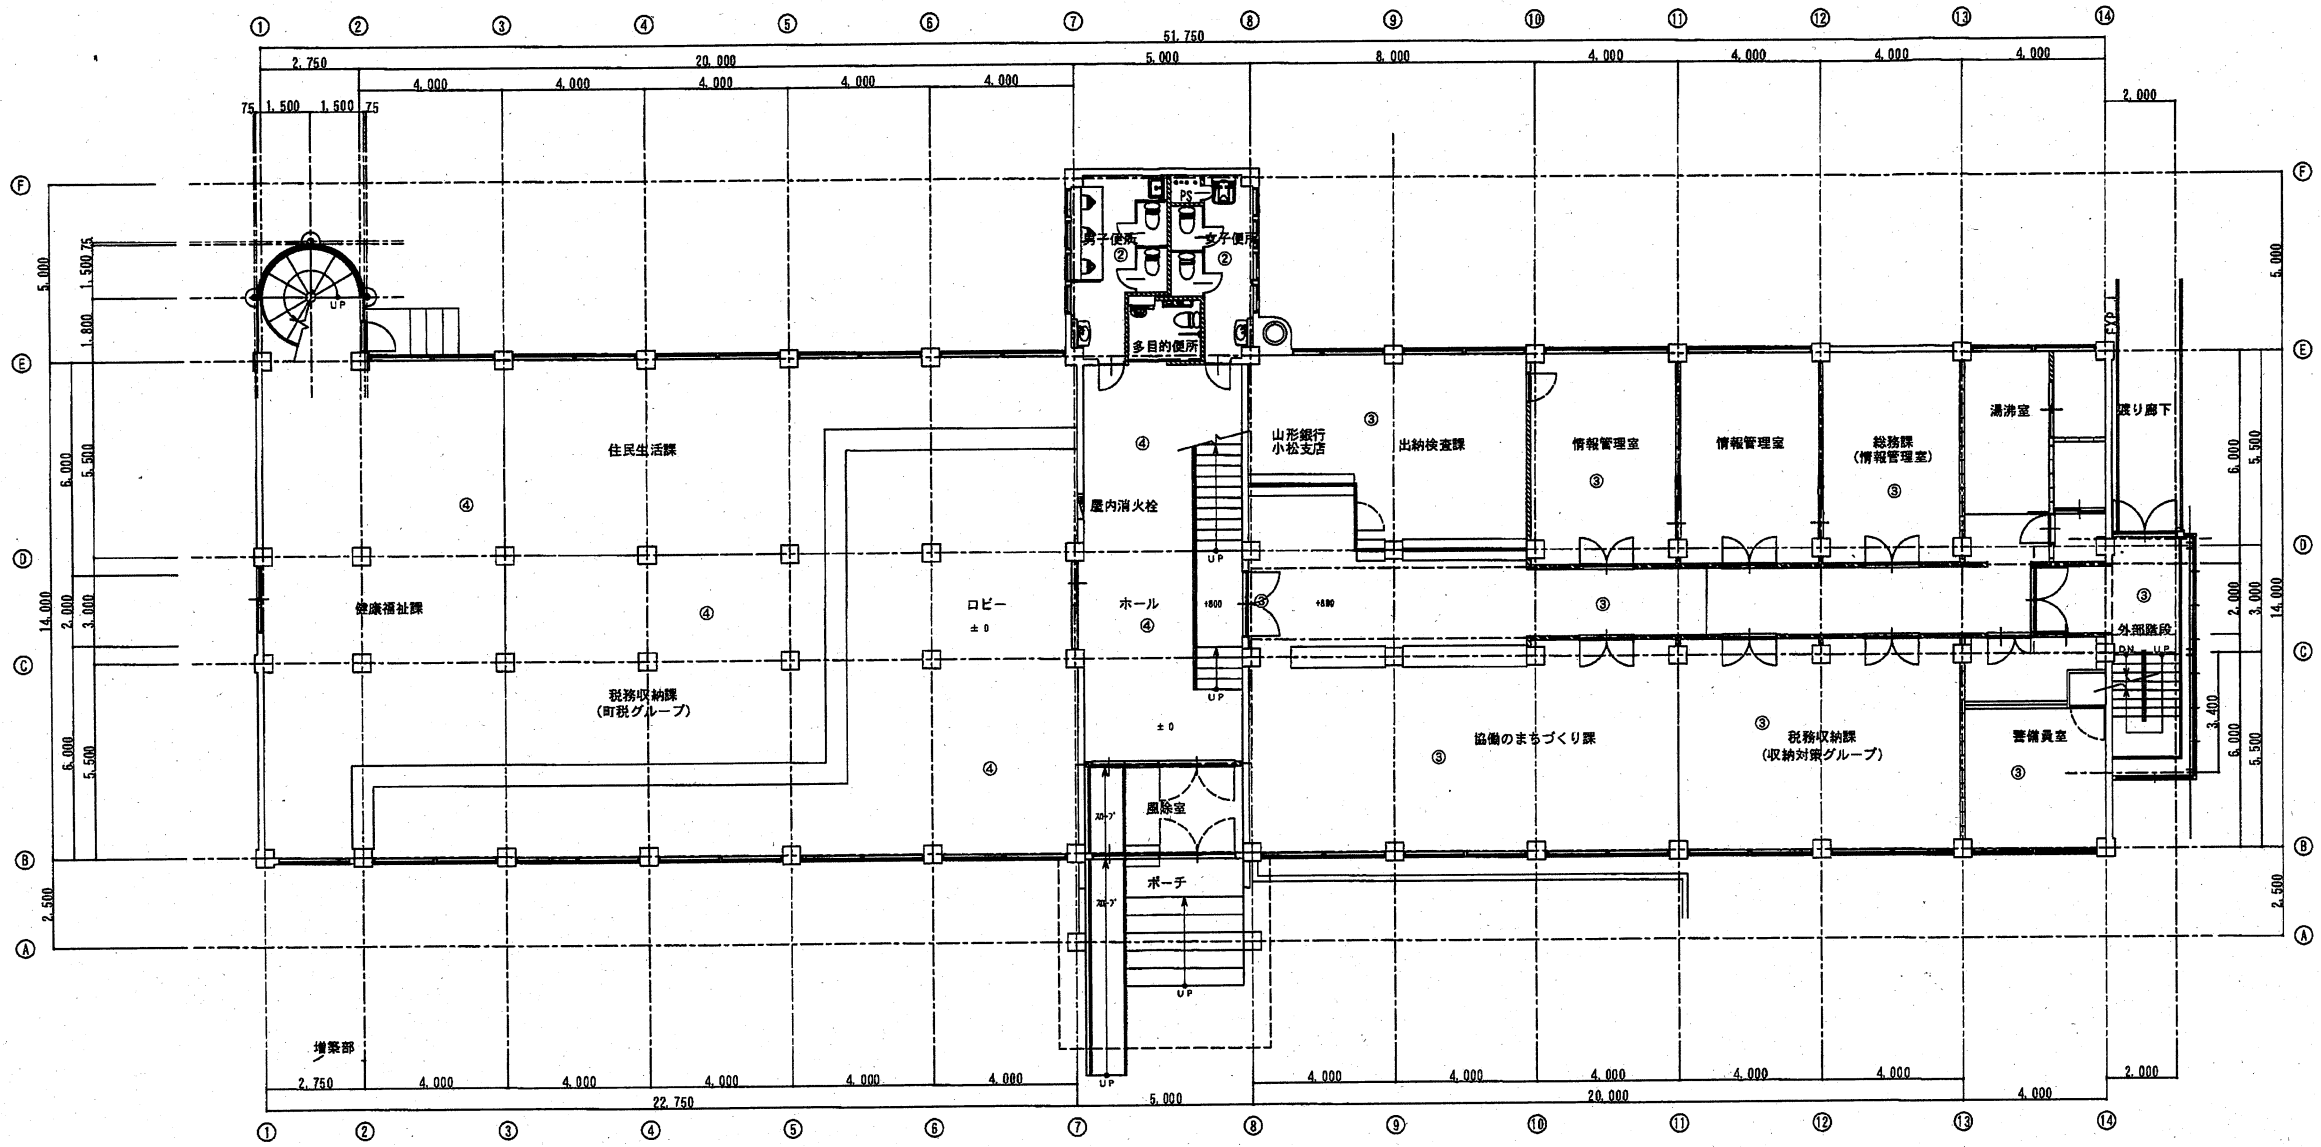 ① ② ③ ④ ⑤ ⑥ ⑦ ⑧ ⑨ ⑩ ⑪ ⑫ ⑬ ⑭
51,750
2,750 20,000 5,000 8,000 4,000 4,000 4,000 4,000
4,000 4,000 4,000 4,000 4,000
75 1,500 1,500 75
2,000
Ⓕ Ⓕ
PS
男子便所 女子便所
② ②
5,000 1,500 75 5,000
UP
1,800
EXP.
多目的便所
Ⓔ Ⓔ
湯沸室 渡り廊下
③
山形銀行
小松支店
出納検査課
情報管理室
情報管理室
総務課
(情報管理室)
住民生活課
④
6,000 5,500 6,000 5,500
③ ③
④
屋内消火栓
UP
Ⓓ Ⓓ
14,000 2,000 3,000 2,000 3,000 14,000
健康福祉課
④
ロビー
±0
ホール
④
+800
③
+800
③
③
外部階段
DN UP
Ⓒ Ⓒ
税務収納課
(町税グループ)
UP
±0
協働のまちづくり課
③
③
税務収納課
(収納対策グループ)
警備員室
③
3,400
6,000 5,500 6,000 5,500
④
風除室
スロープ
Ⓑ Ⓑ
ポーチ
スロープ
2,500 2,500
Ⓐ Ⓐ
UP
増築部
UP
2,750 4,000 4,000 4,000 4,000 4,000 4,000 4,000 4,000 4,000 4,000 2,000
22,750 5,000 20,000 4,000
① ② ③ ④ ⑤ ⑥ ⑦ ⑧ ⑨ ⑩ ⑪ ⑫ ⑬ ⑭